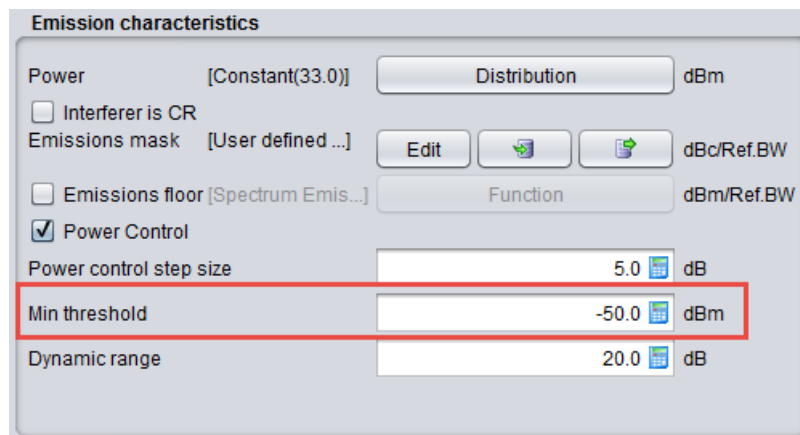 Emission characteristics
Power [Constant(33.0)] Distribution dBm
Interferer is CR
Emissions mask [User defined ...] Edit dBc/Ref.BW
Emissions floor [Spectrum Emis...] Function dBm/Ref.BW
Power Control
Power control step size 5.0 dB
Min threshold -50.0 dBm
Dynamic range 20.0 dB